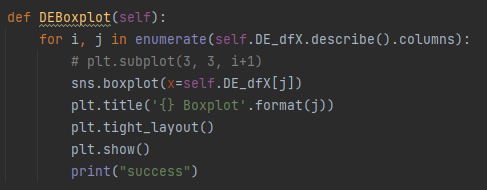 def DEBoxplot(self):
    for i, j in enumerate(self.DE_dfX.describe().columns):
        # plt.subplot(3, 3, i+1)
        sns.boxplot(x=self.DE_dfX[j])
        plt.title('{} Boxplot'.format(j))
        plt.tight_layout()
        plt.show()
        print("success")